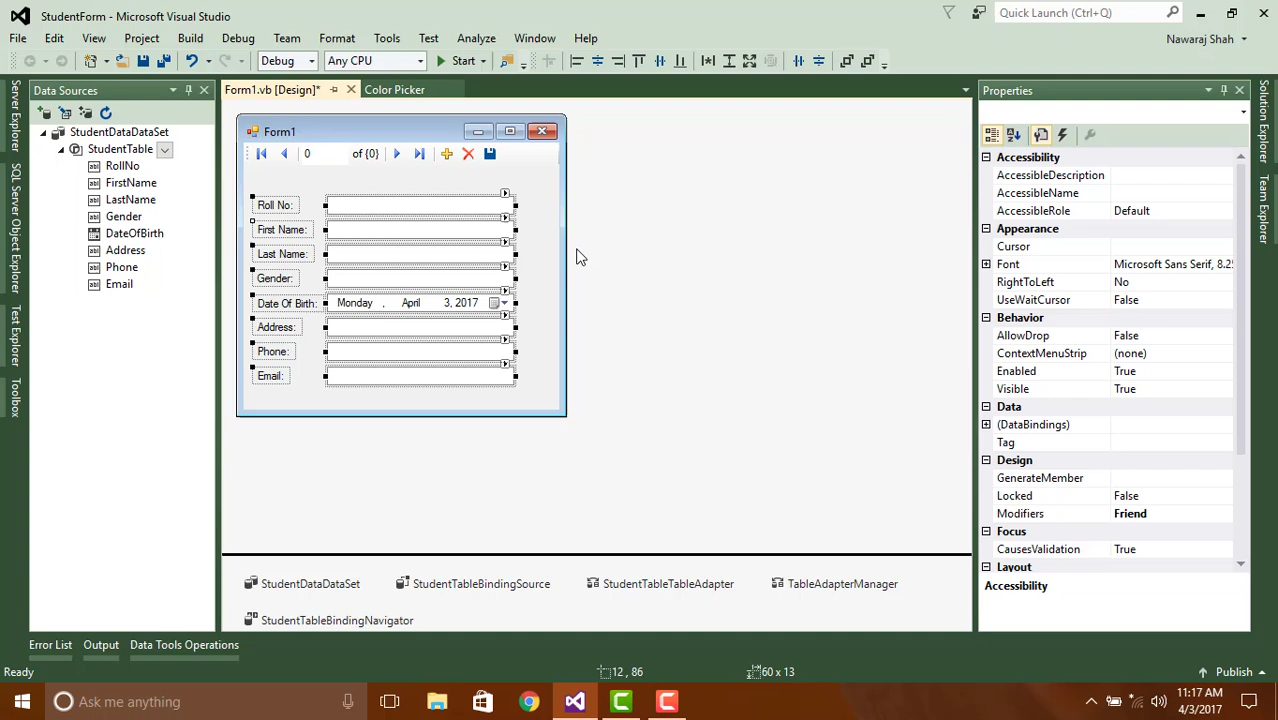 StudentForm - Microsoft Visual Studio
Quick Launch (Ctrl+Q)
File Edit View Project Build Debug Team Format Tools Test Analyze Window Help
Nawaraj Shah
Debug Any CPU Start
Server Explorer
SQL Server Object Explorer
Test Explorer
Toolbox
Data Sources
StudentDataDataSet
StudentTable
RollNo
FirstName
LastName
Gender
DateOfBirth
Address
Phone
Email
Form1.vb [Design]*
Color Picker
Form1
0 of {0}
Roll No:
First Name:
Last Name:
Gender:
Date Of Birth: Monday , April 3, 2017
Address:
Phone:
Email:
StudentDataDataSet StudentTableBindingSource StudentTableTableAdapter TableAdapterManager
StudentTableBindingNavigator
Properties
Accessibility
AccessibleDescription
AccessibleName
AccessibleRole Default
Appearance
Cursor
Font Microsoft Sans Serif, 8.25
RightToLeft No
UseWaitCursor False
Behavior
AllowDrop False
ContextMenuStrip (none)
Enabled True
Visible True
Data
(DataBindings)
Tag
Design
GenerateMember
Locked False
Modifiers Friend
Focus
CausesValidation True
Layout
Accessibility
Solution Explorer
Team Explorer
Error List Output Data Tools Operations
Ready
12 , 86
60 x 13
Publish
Ask me anything
11:17 AM
4/3/2017